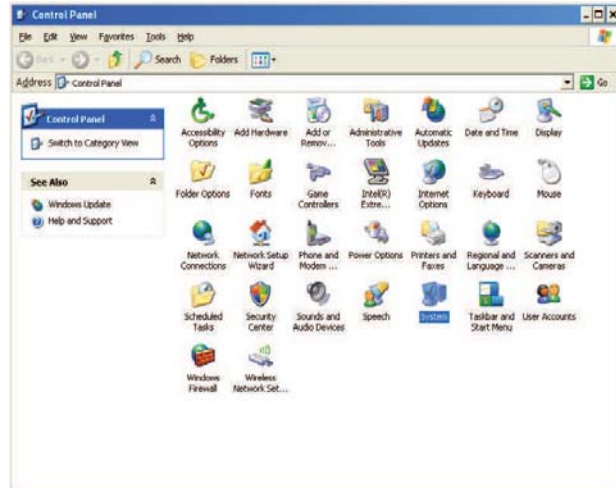 Control Panel
File Edit View Favorites Tools Help
Back Search Folders
Address Control Panel Go
Control Panel
Switch to Category View
See Also
Windows Update
Help and Support
Accessibility Options
Add Hardware
Add or Remov...
Administrative Tools
Automatic Updates
Date and Time
Display
Folder Options
Fonts
Game Controllers
Intel(R) Extre...
Internet Options
Keyboard
Mouse
Network Connections
Network Setup Wizard
Phone and Modem ...
Power Options
Printers and Faxes
Regional and Language ...
Scanners and Cameras
Scheduled Tasks
Security Center
Sounds and Audio Devices
Speech
System
Taskbar and Start Menu
User Accounts
Windows Firewall
Wireless Network Set...